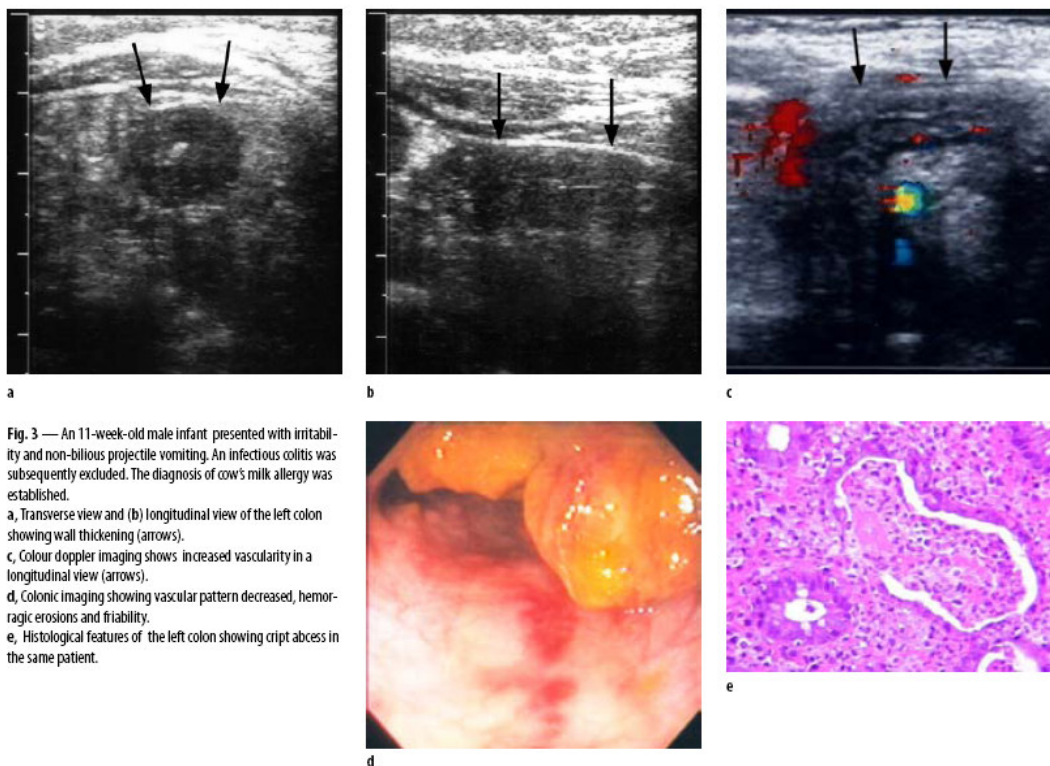 a
b
c
Fig. 3 — An 11-week-old male infant presented with irritabil-
ity and non-bilious projectile vomiting. An infectious colitis was
subsequently excluded. The diagnosis of cow's milk allergy was
established.
a, Transverse view and (b) longitudinal view of the left colon
showing wall thickening (arrows).
c, Colour doppler imaging shows increased vascularity in a
longitudinal view (arrows).
d, Colonic imaging showing vascular pattern decreased, hemor-
ragic erosions and friability.
e, Histological features of the left colon showing cript abcess in
the same patient.
d
e